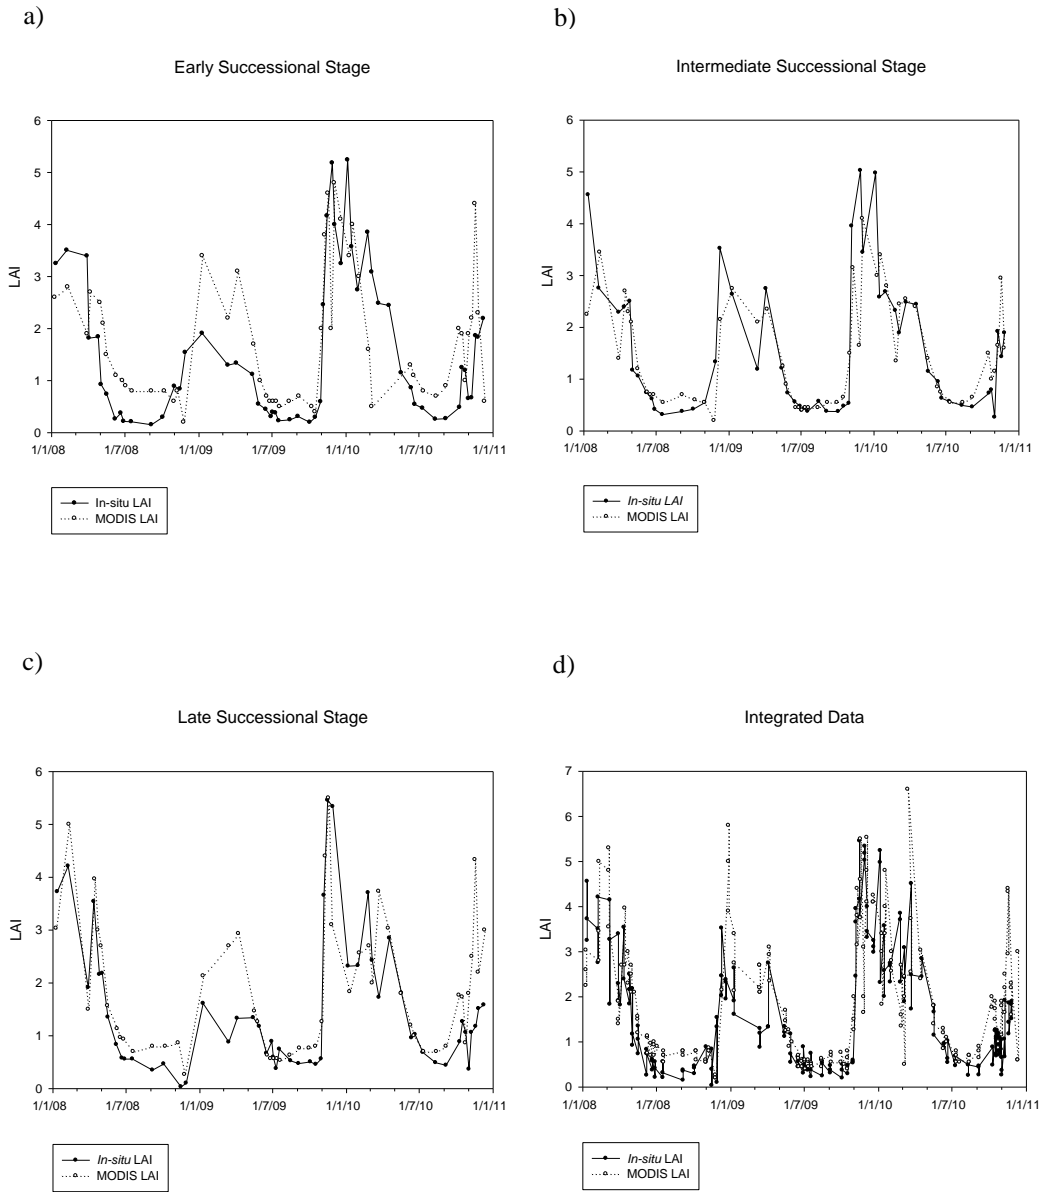 a)
Early Successional Stage
LAI
6
5
4
3
2
1
0
1/1/08 1/7/08 1/1/09 1/7/09 1/1/10 1/7/10 1/1/11
In-situ LAI
MODIS LAI
b)
Intermediate Successional Stage
LAI
6
5
4
3
2
1
0
1/1/08 1/7/08 1/1/09 1/7/09 1/1/10 1/7/10 1/1/11
In-situ LAI
MODIS LAI
c)
Late Successional Stage
LAI
6
5
4
3
2
1
0
1/1/08 1/7/08 1/1/09 1/7/09 1/1/10 1/7/10 1/1/11
In-situ LAI
MODIS LAI
d)
Integrated Data
LAI
7
6
5
4
3
2
1
0
1/1/08 1/7/08 1/1/09 1/7/09 1/1/10 1/7/10 1/1/11
In-situ LAI
MODIS LAI